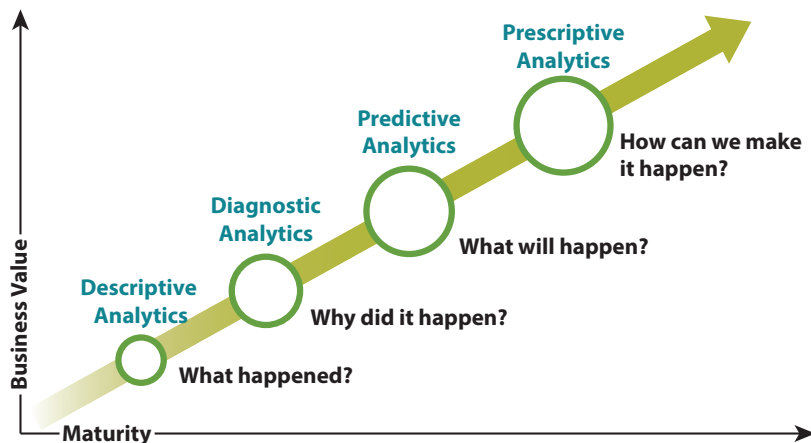 Prescriptive
Analytics
How can we make
it happen?
Predictive
Analytics
What will happen?
Diagnostic
Analytics
Why did it happen?
Descriptive
Analytics
What happened?
Business Value
Maturity